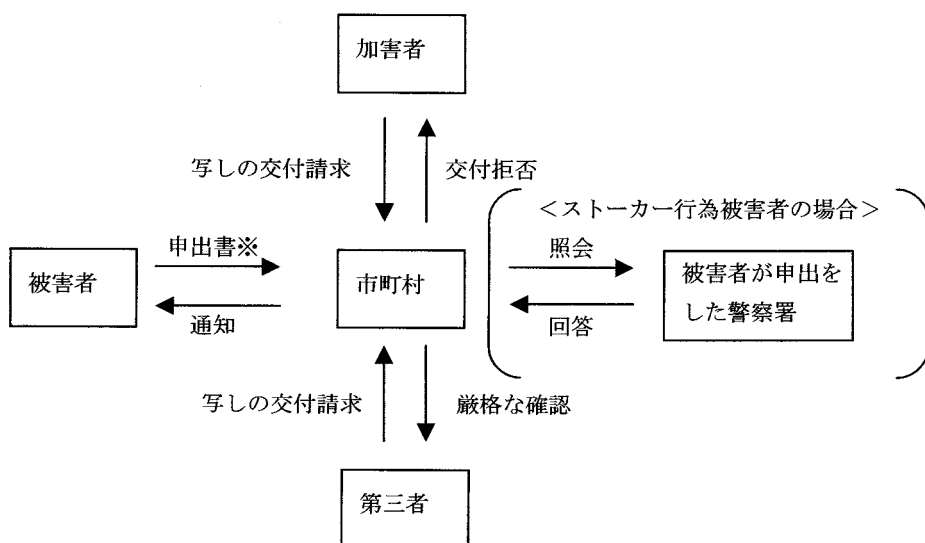 加害者
写しの交付請求
交付拒否
＜ストーカー行為被害者の場合＞
申出書※
照会
被害者
市町村
被害者が申出を
した警察署
通知
回答
写しの交付請求
厳格な確認
第三者